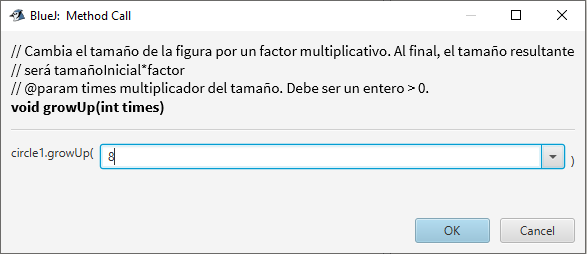 BlueJ: Method Call
// Cambia el tamaño de la figura por un factor multiplicativo. Al final, el tamaño resultante
// será tamañoInicial*factor
// @param times multiplicador del tamaño. Debe ser un entero > 0.
void growUp(int times)
circle1.growUp( 8 )
OK Cancel